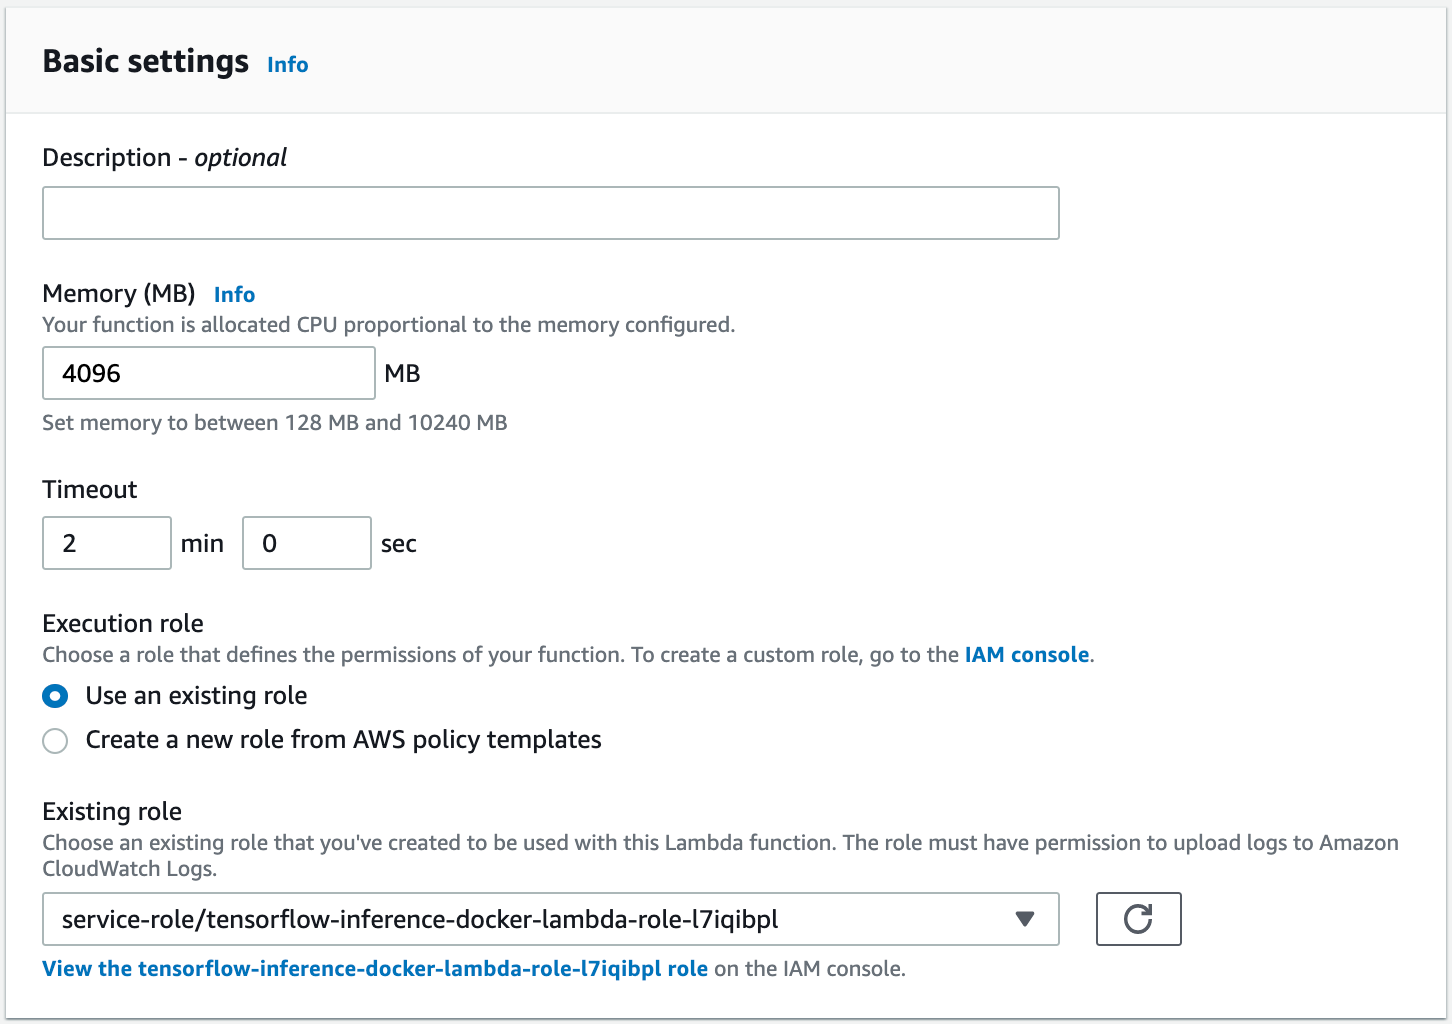 Basic settings Info
Description - optional
Memory (MB) Info
Your function is allocated CPU proportional to the memory configured.
4096 MB
Set memory to between 128 MB and 10240 MB
Timeout
2 min 0 sec
Execution role
Choose a role that defines the permissions of your function. To create a custom role, go to the IAM console.
Use an existing role
Create a new role from AWS policy templates
Existing role
Choose an existing role that you've created to be used with this Lambda function. The role must have permission to upload logs to Amazon
CloudWatch Logs.
service-role/tensorflow-inference-docker-lambda-role-l7iqibpl
View the tensorflow-inference-docker-lambda-role-l7iqibpl role on the IAM console.